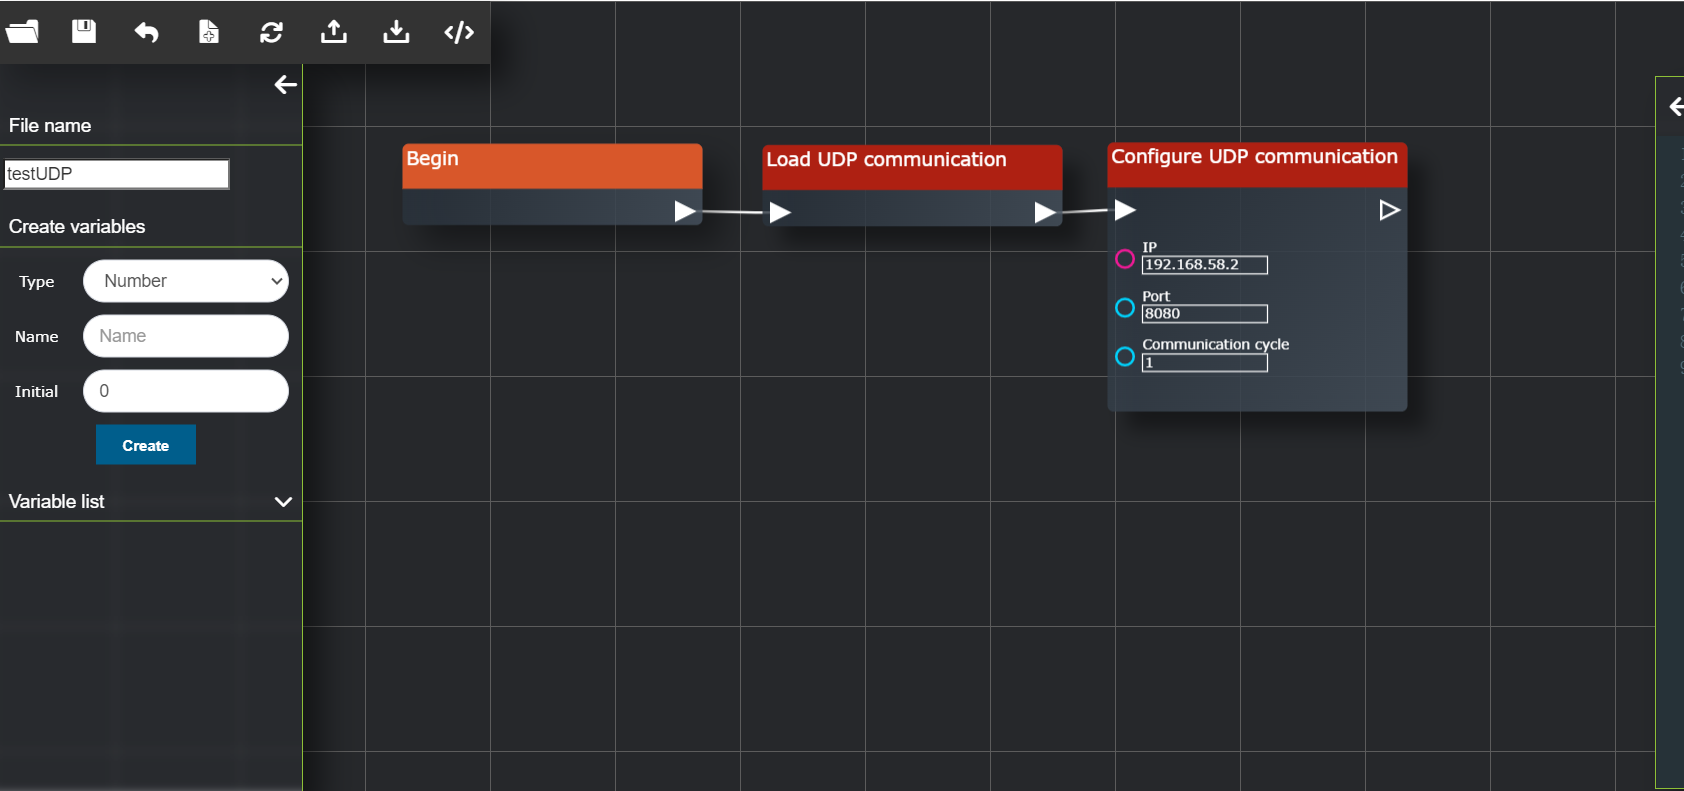 File name
testUDP
Create variables
Type
Number
Name
Name
Initial
0
Create
Variable list
Begin
Load UDP communication
Configure UDP communication
IP
192.168.58.2
Port
8080
Communication cycle
1